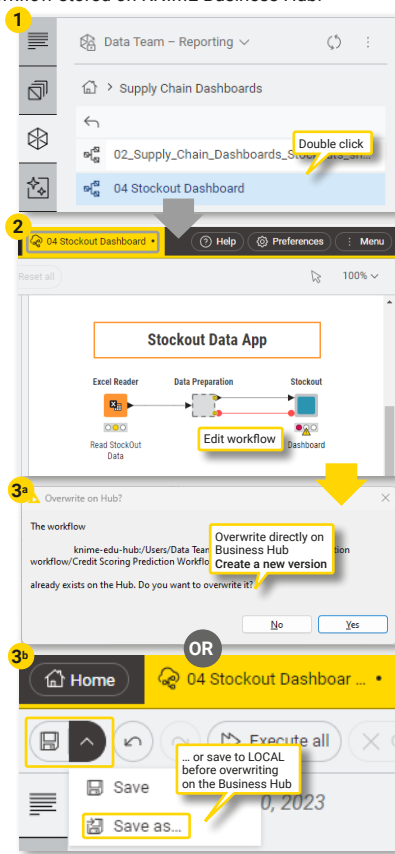 workflow stored on KNIME Business Hub.
1
Data Team – Reporting
> Supply Chain Dashboards
02_Supply_Chain_Dashboards_Stockouts_sh...
Double click
04 Stockout Dashboard
2
04 Stockout Dashboard •
Help
Preferences
Menu
Reset all
100%
Stockout Data App
Excel Reader
Data Preparation
Stockout
Read StockOut
Data
Edit workflow
Dashboard
3a
Overwrite on Hub?
The workflow
knime-edu-hub:/Users/Data Team
workflow/Credit Scoring Prediction Workflow
already exists on the Hub. Do you want to overwrite it?
Overwrite directly on
Business Hub
Create a new version
No
Yes
OR
3b
Home
04 Stockout Dashboar ... •
Execute all
Save
Save as...
... or save to LOCAL
before overwriting
on the Business Hub
0, 2023